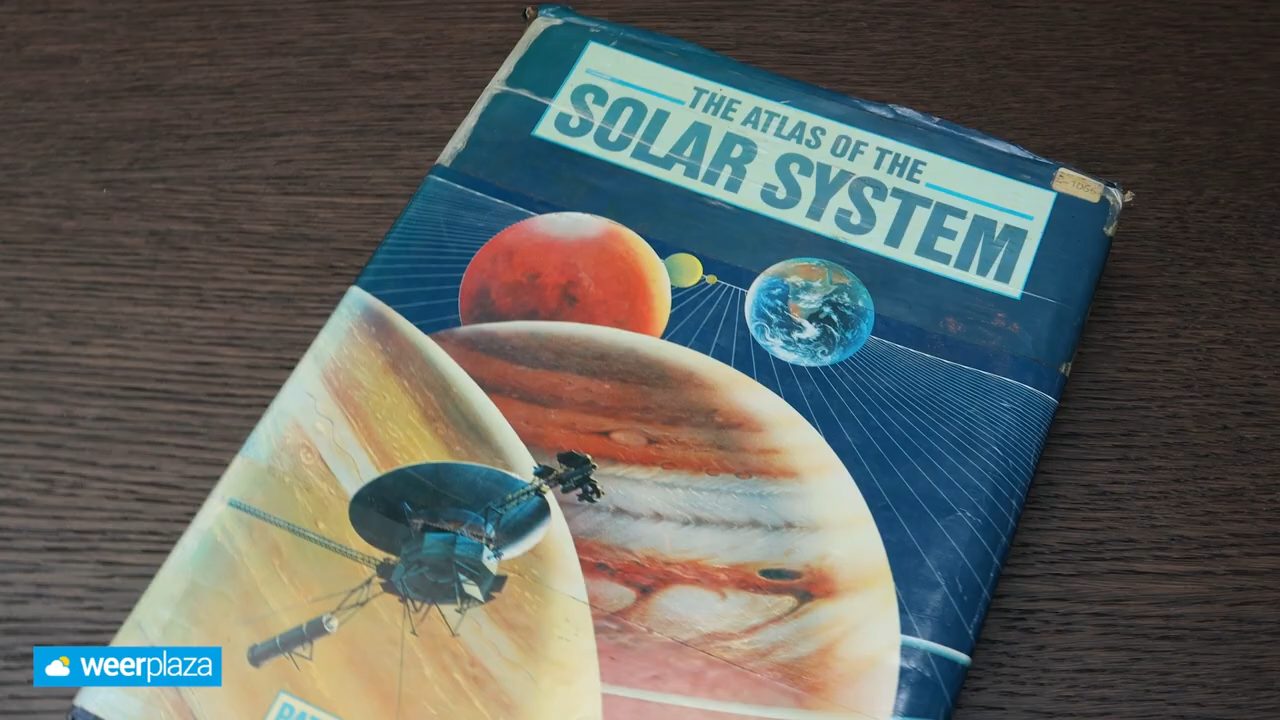 THE ATLAS OF THE
SOLAR SYSTEM
weerplaza